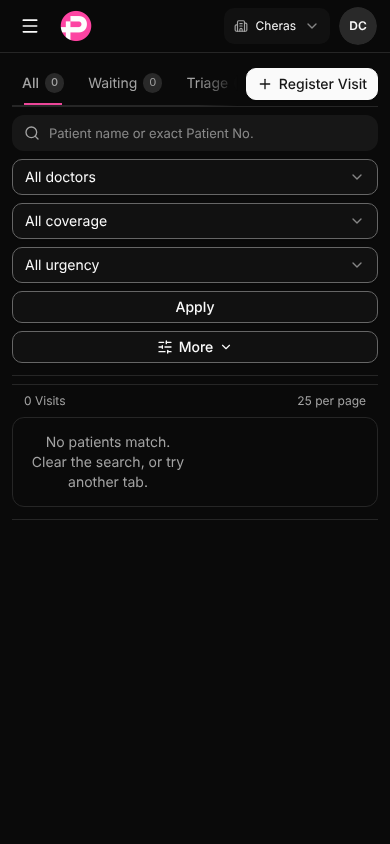 Cheras
DC
All 0
Waiting 0
Triage
+ Register Visit
Patient name or exact Patient No.
All doctors
All coverage
All urgency
Apply
More
0 Visits
25 per page
No patients match.
Clear the search, or try
another tab.